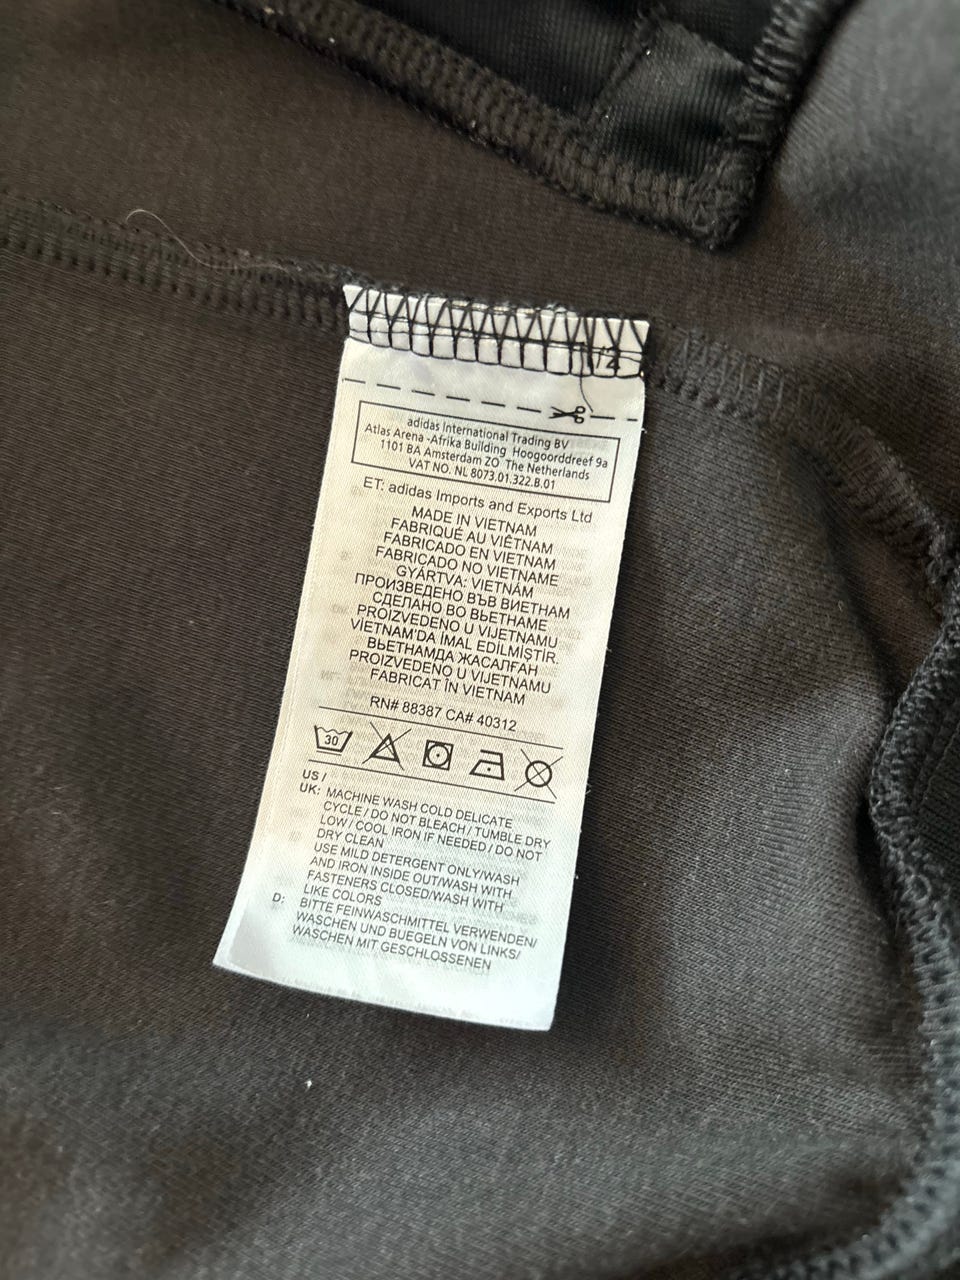 /2
adidas International Trading BV
Atlas Arena -Afrika Building Hoogoorddreef 9a
1101 BA Amsterdam ZO The Netherlands
VAT NO. NL 8073.01.322.B.01
ET: adidas Imports and Exports Ltd
MADE IN VIETNAM
FABRIQUÉ AU VIÊTNAM
FABRICADO EN VIETNAM
FABRICADO NO VIETNAME
GYÁRTVA: VIETNÁM
ПРОИЗВЕДЕНО ВЪВ ВИЕТНАМ
СДЕЛАНО ВО ВЬЕТНАМЕ
PROIZVEDENO U VIJETNAMU
VİETNAM'DA İMAL EDİLMİŞTİR.
ВЬЕТНАМДА ЖАСАЛҒАН
PROIZVEDENO U VIJETNAMU
FABRICAT ÎN VIETNAM
RN# 88387 CA# 40312
30
US /
UK: MACHINE WASH COLD DELICATE
CYCLE / DO NOT BLEACH / TUMBLE DRY
LOW / COOL IRON IF NEEDED / DO NOT
DRY CLEAN
USE MILD DETERGENT ONLY/WASH
AND IRON INSIDE OUT/WASH WITH
FASTENERS CLOSED/WASH WITH
LIKE COLORS
D: BITTE FEINWASCHMITTEL VERWENDEN/
WASCHEN UND BUEGELN VON LINKS/
WASCHEN MIT GESCHLOSSENEN